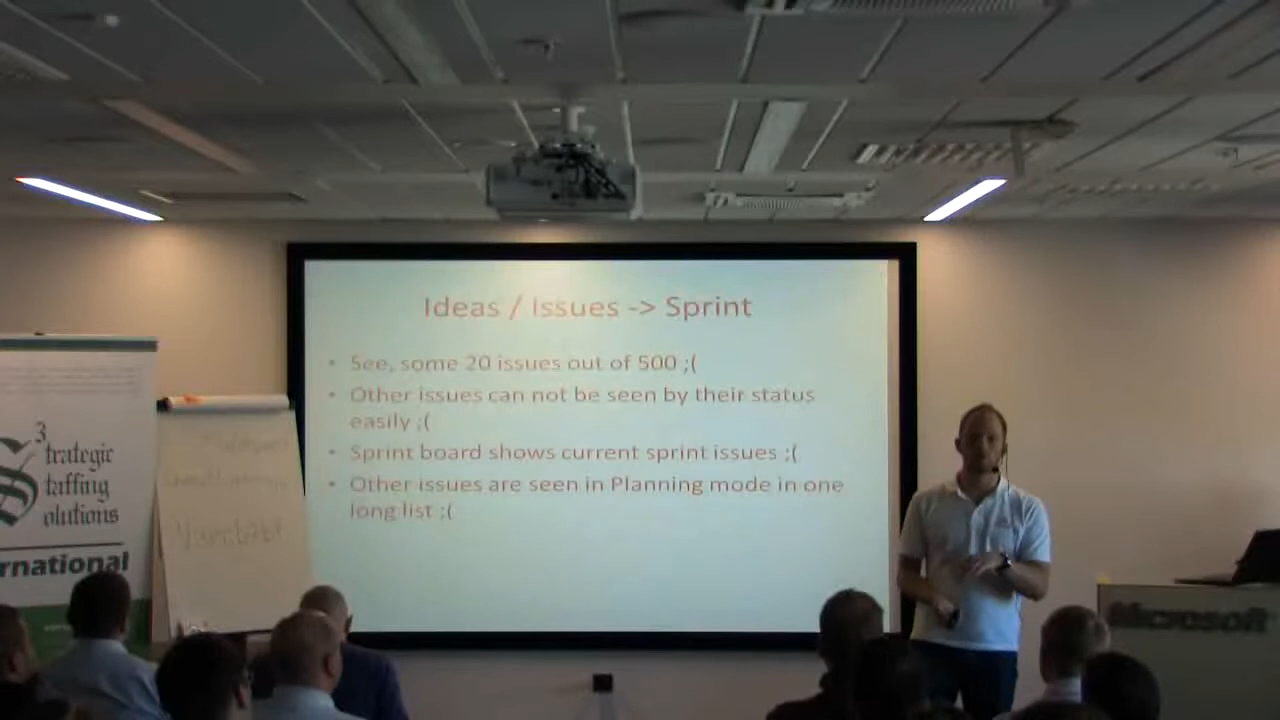 Ideas / Issues -> Sprint
• See, some 20 issues out of 500 ;(
• Other issues can not be seen by their status
easily ;(
• Sprint board shows current sprint issues ;(
• Other issues are seen in Planning mode in one
long list ;(
S3
trategic
taffing
olutions
rnational
Microsoft